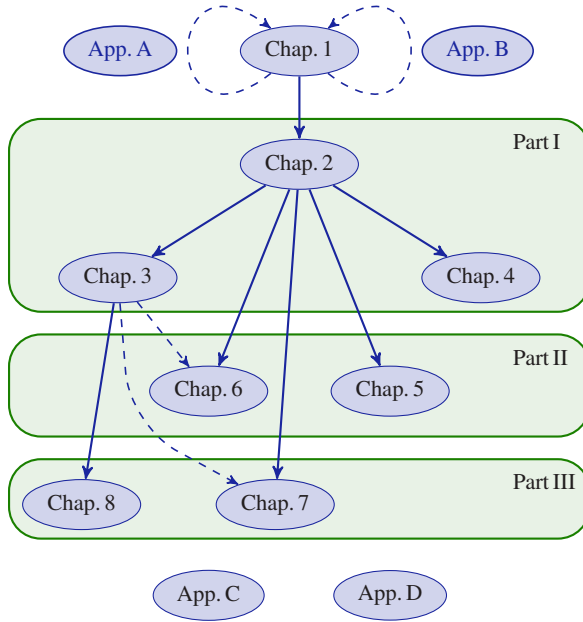 App. A
Chap. 1
App. B
Part I
Chap. 2
Chap. 3
Chap. 4
Part II
Chap. 6
Chap. 5
Part III
Chap. 8
Chap. 7
App. C
App. D